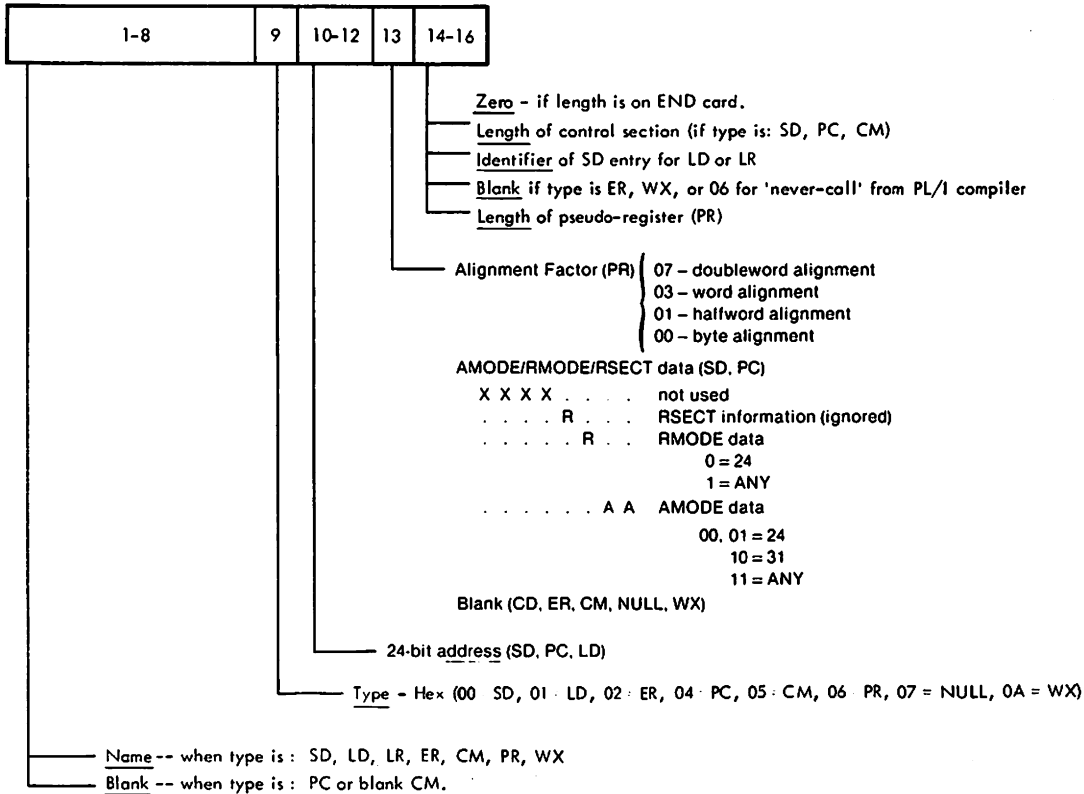 1-8 9 10-12 13 14-16
Zero - if length is on END card.
Length of control section (if type is: SD, PC, CM)
Identifier of SD entry for LD or LR
Blank if type is ER, WX, or 06 for 'never-call' from PL/I compiler
Length of pseudo-register (PR)
Alignment Factor (PR) 07 – doubleword alignment
03 – word alignment
01 – halfword alignment
00 – byte alignment
AMODE/RMODE/RSECT data (SD, PC)
X X X X . . . . not used
. . . . R . . . RSECT information (ignored)
. . . . . R . . RMODE data
0 = 24
1 = ANY
. . . . . . A A AMODE data
00, 01 = 24
10 = 31
11 = ANY
Blank (CD, ER, CM, NULL, WX)
24-bit address (SD, PC, LD)
Type - Hex (00 SD, 01 · LD, 02 · ER, 04 · PC, 05 : CM, 06 PR, 07 = NULL, 0A = WX)
Name -- when type is : SD, LD, LR, ER, CM, PR, WX
Blank -- when type is : PC or blank CM.